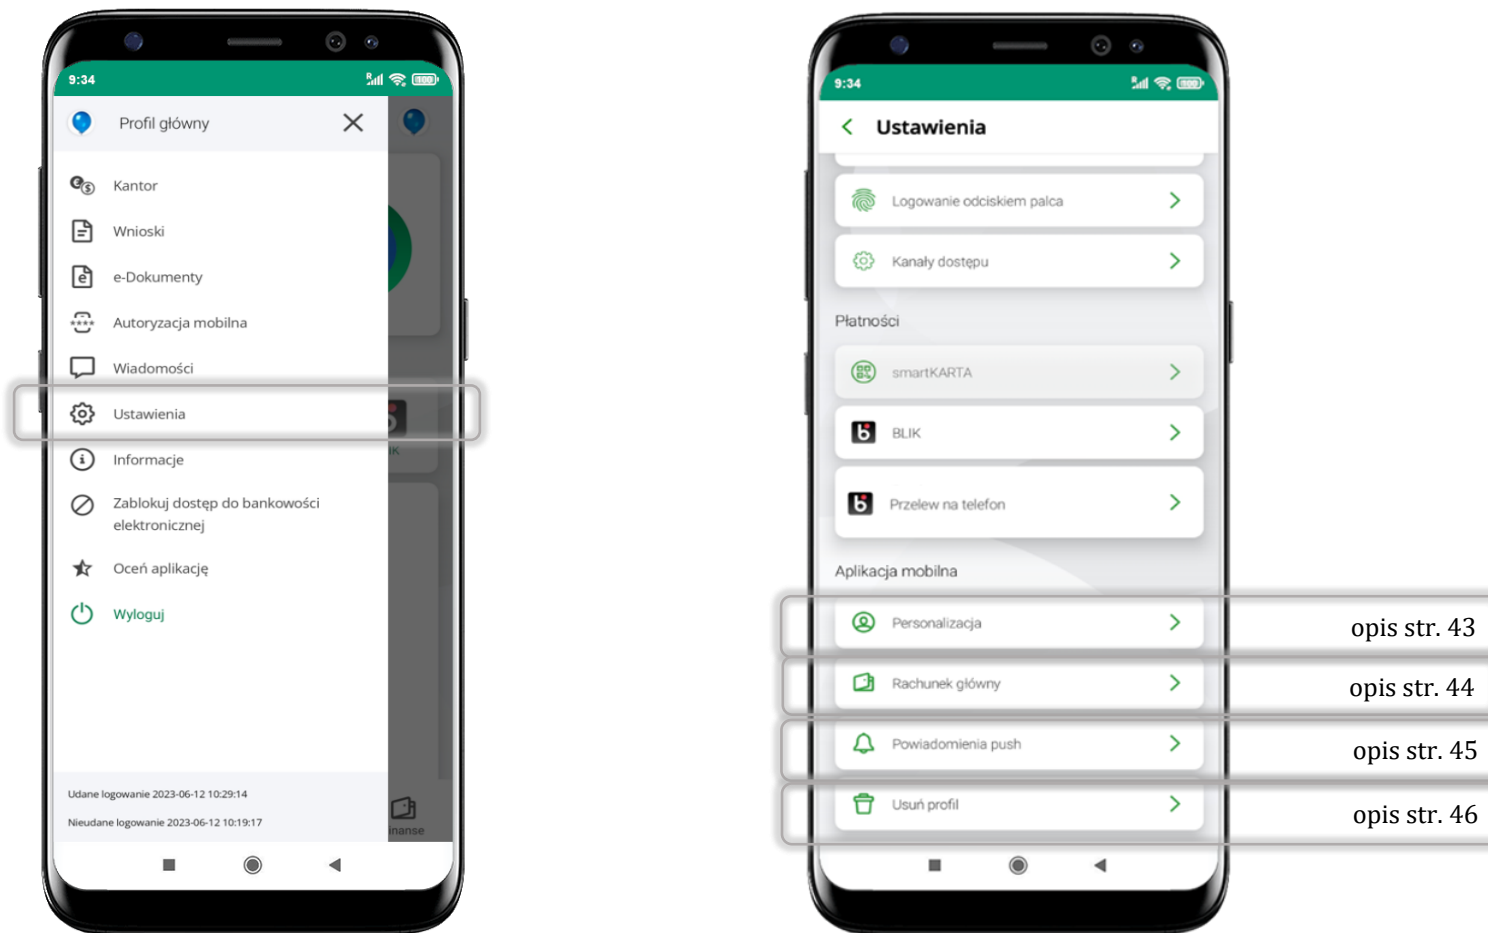 9:34
Profil główny
Kantor
Wnioski
e-Dokumenty
Autoryzacja mobilna
Wiadomości
Ustawienia
Informacje
Zablokuj dostęp do bankowości
elektronicznej
Oceń aplikację
Wyloguj
Udane logowanie 2023-06-12 10:29:14
Nieudane logowanie 2023-06-12 10:19:17
IK
inanse
9:34
Ustawienia
Logowanie odciskiem palca
Kanały dostępu
Płatności
smartKARTA
BLIK
Przelew na telefon
Aplikacja mobilna
Personalizacja
opis str. 43
Rachunek główny
opis str. 44
Powiadomienia push
opis str. 45
Usuń profil
opis str. 46